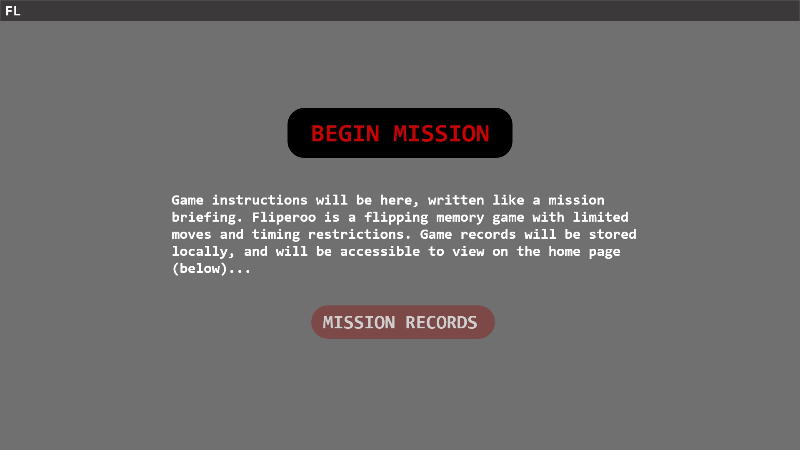 FL
BEGIN MISSION
Game instructions will be here, written like a mission
briefing. Fliperoo is a flipping memory game with limited
moves and timing restrictions. Game records will be stored
locally, and will be accessible to view on the home page
(below)...
MISSION RECORDS